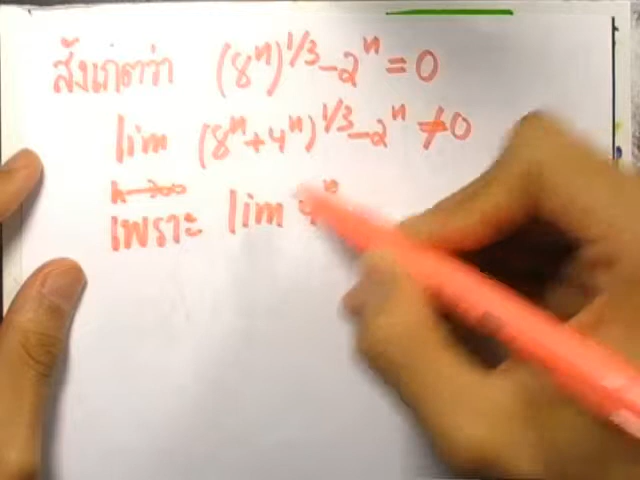 สังเกตว่า (8ⁿ)^1/3 - 2ⁿ = 0
lim (8ⁿ + 4ⁿ)^1/3 - 2ⁿ ≠ 0
n→∞
เพราะ lim 4ⁿ